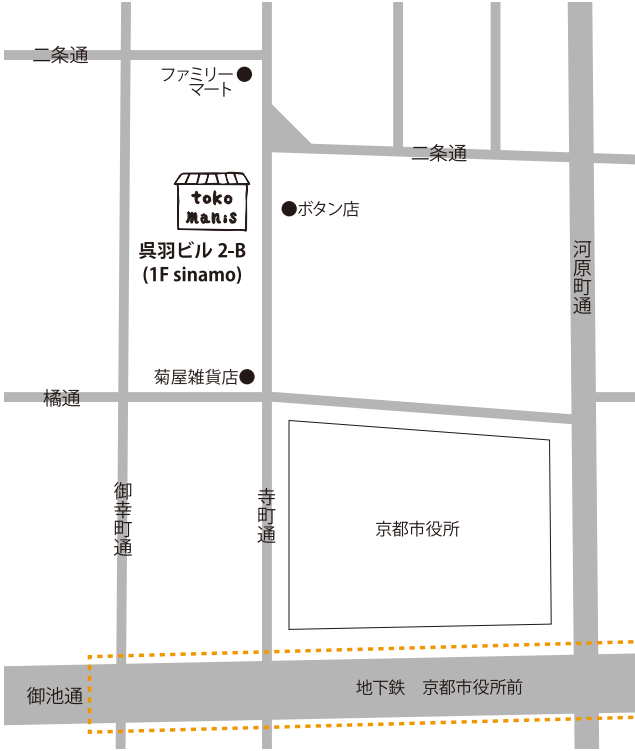 二条通
ファミリー
マート
二条通
toko
manis
ボタン店
呉羽ビル 2-B
(1F sinamo)
河原町通
菊屋雑貨店
橘通
御幸町通
寺町通
京都市役所
御池通
地下鉄　京都市役所前